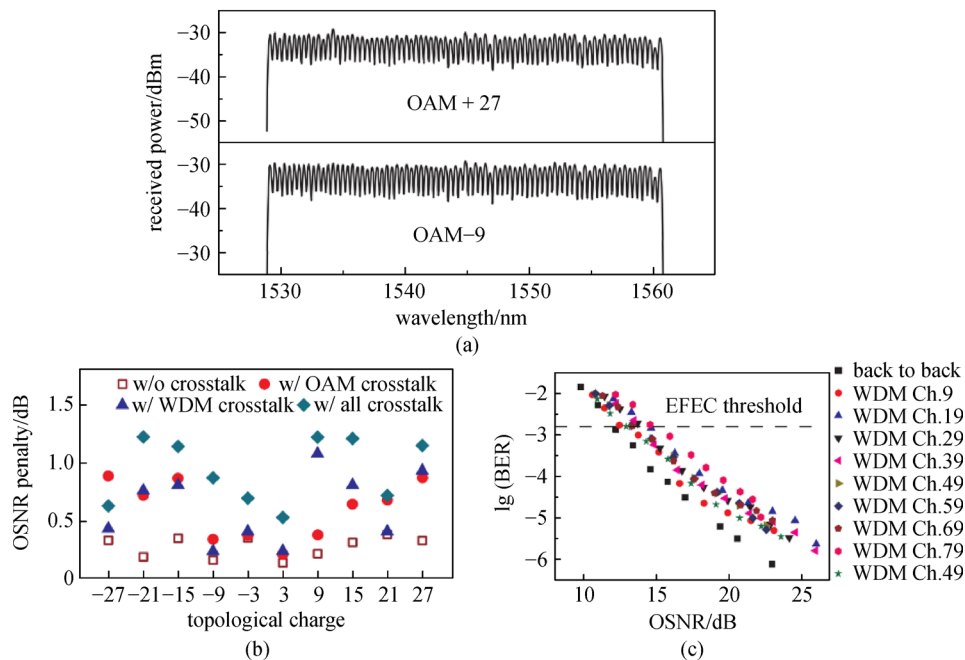 −30
−40
−50
OAM + 27
−30
−40
−30
OAM−9
received power/dBm
1530
1540
1550
1560
wavelength/nm
(a)
w/o crosstalk w/ OAM crosstalk
w/ WDM crosstalk w/ all crosstalk
1.5
1.0
0.5
0
OSNR penalty/dB
−27 −21 −15 −9 −3 3 9 15 21 27
topological charge
(b)
−2
−3
−4
−5
−6
lg (BER)
EFEC threshold
10 15 20 25
OSNR/dB
(c)
back to back
WDM Ch.9
WDM Ch.19
WDM Ch.29
WDM Ch.39
WDM Ch.49
WDM Ch.59
WDM Ch.69
WDM Ch.79
WDM Ch.49